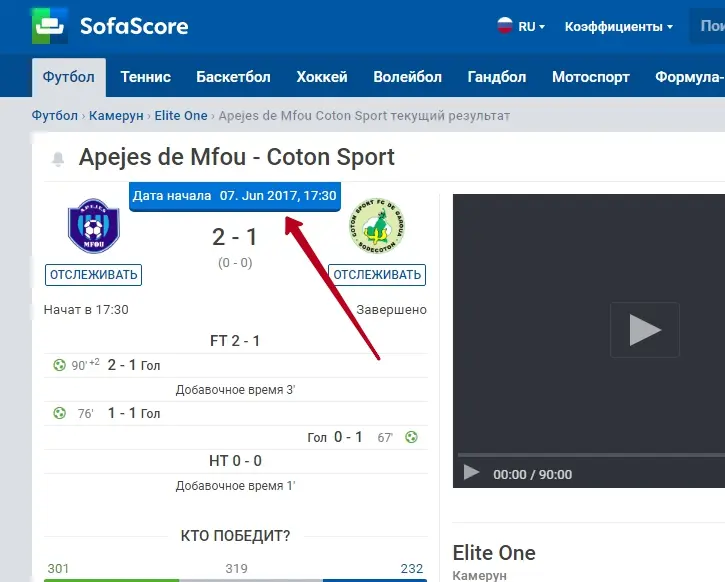 SofaScore
RU
Коэффициенты
Пои
Футбол Теннис Баскетбол Хоккей Волейбол Гандбол Мотоспорт Формула-
Футбол › Камерун › Elite One › Apejes de Mfou Coton Sport текущий результат
Apejes de Mfou - Coton Sport
Дата начала 07. Jun 2017, 17:30
APEJES
MFOU
COTON SPORT FC DE GAROUA
SODECOTON
2 - 1
(0 - 0)
ОТСЛЕЖИВАТЬ ОТСЛЕЖИВАТЬ
Начат в 17:30 Завершено
FT 2 - 1
90' +2 2 - 1 Гол
Добавочное время 3'
76' 1 - 1 Гол
Гол 0 - 1 67'
HT 0 - 0
Добавочное время 1'
КТО ПОБЕДИТ?
301 319 232
00:00 / 90:00
Elite One
Камерун